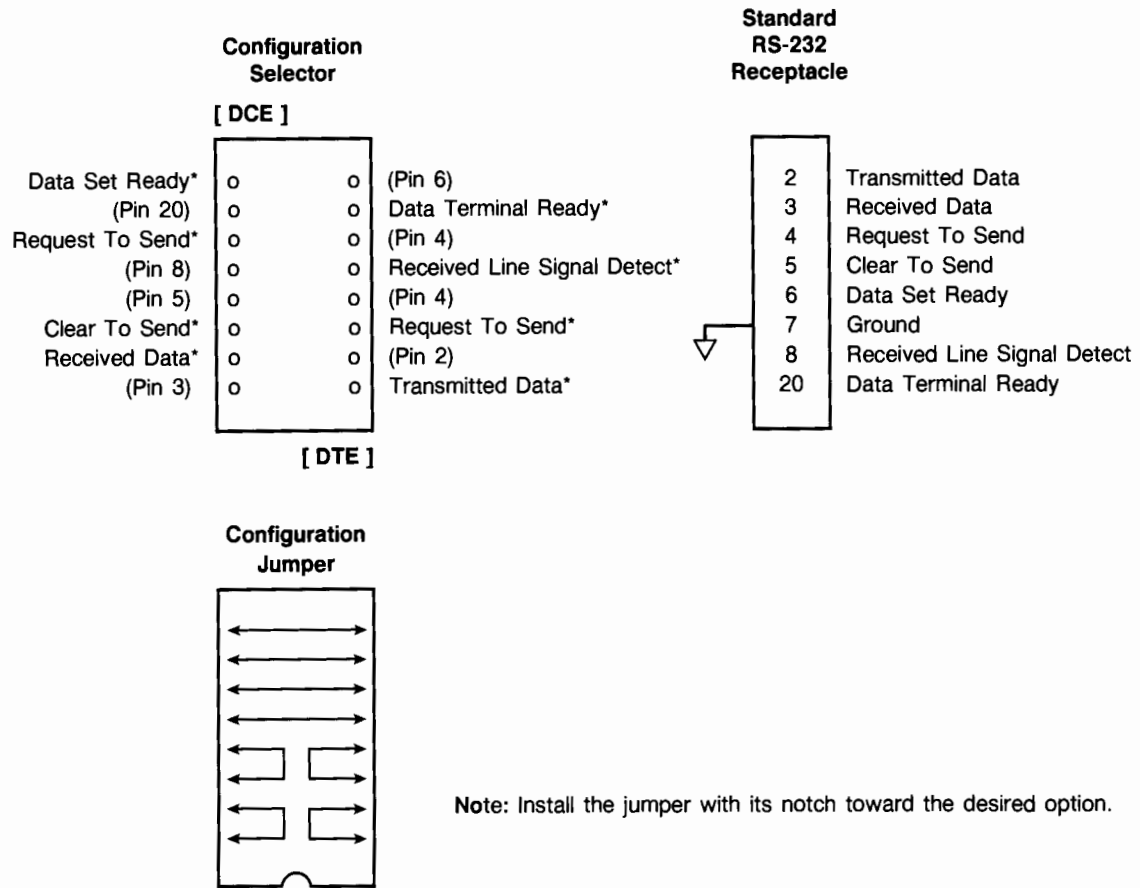 Configuration
Selector
[ DCE ]
Data Set Ready* o o (Pin 6)
(Pin 20) o o Data Terminal Ready*
Request To Send* o o (Pin 4)
(Pin 8) o o Received Line Signal Detect*
(Pin 5) o o (Pin 4)
Clear To Send* o o Request To Send*
Received Data* o o (Pin 2)
(Pin 3) o o Transmitted Data*
[ DTE ]
Standard
RS-232
Receptacle
2 Transmitted Data
3 Received Data
4 Request To Send
5 Clear To Send
6 Data Set Ready
7 Ground
8 Received Line Signal Detect
20 Data Terminal Ready
Configuration
Jumper
Note: Install the jumper with its notch toward the desired option.